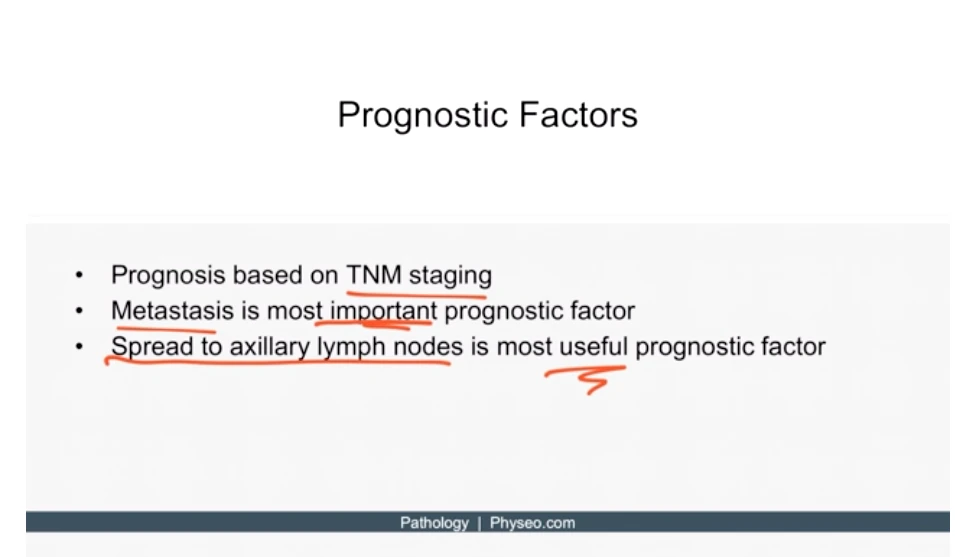 Prognostic Factors
• Prognosis based on TNM staging
• Metastasis is most important prognostic factor
• Spread to axillary lymph nodes is most useful prognostic factor
Pathology | Physeo.com